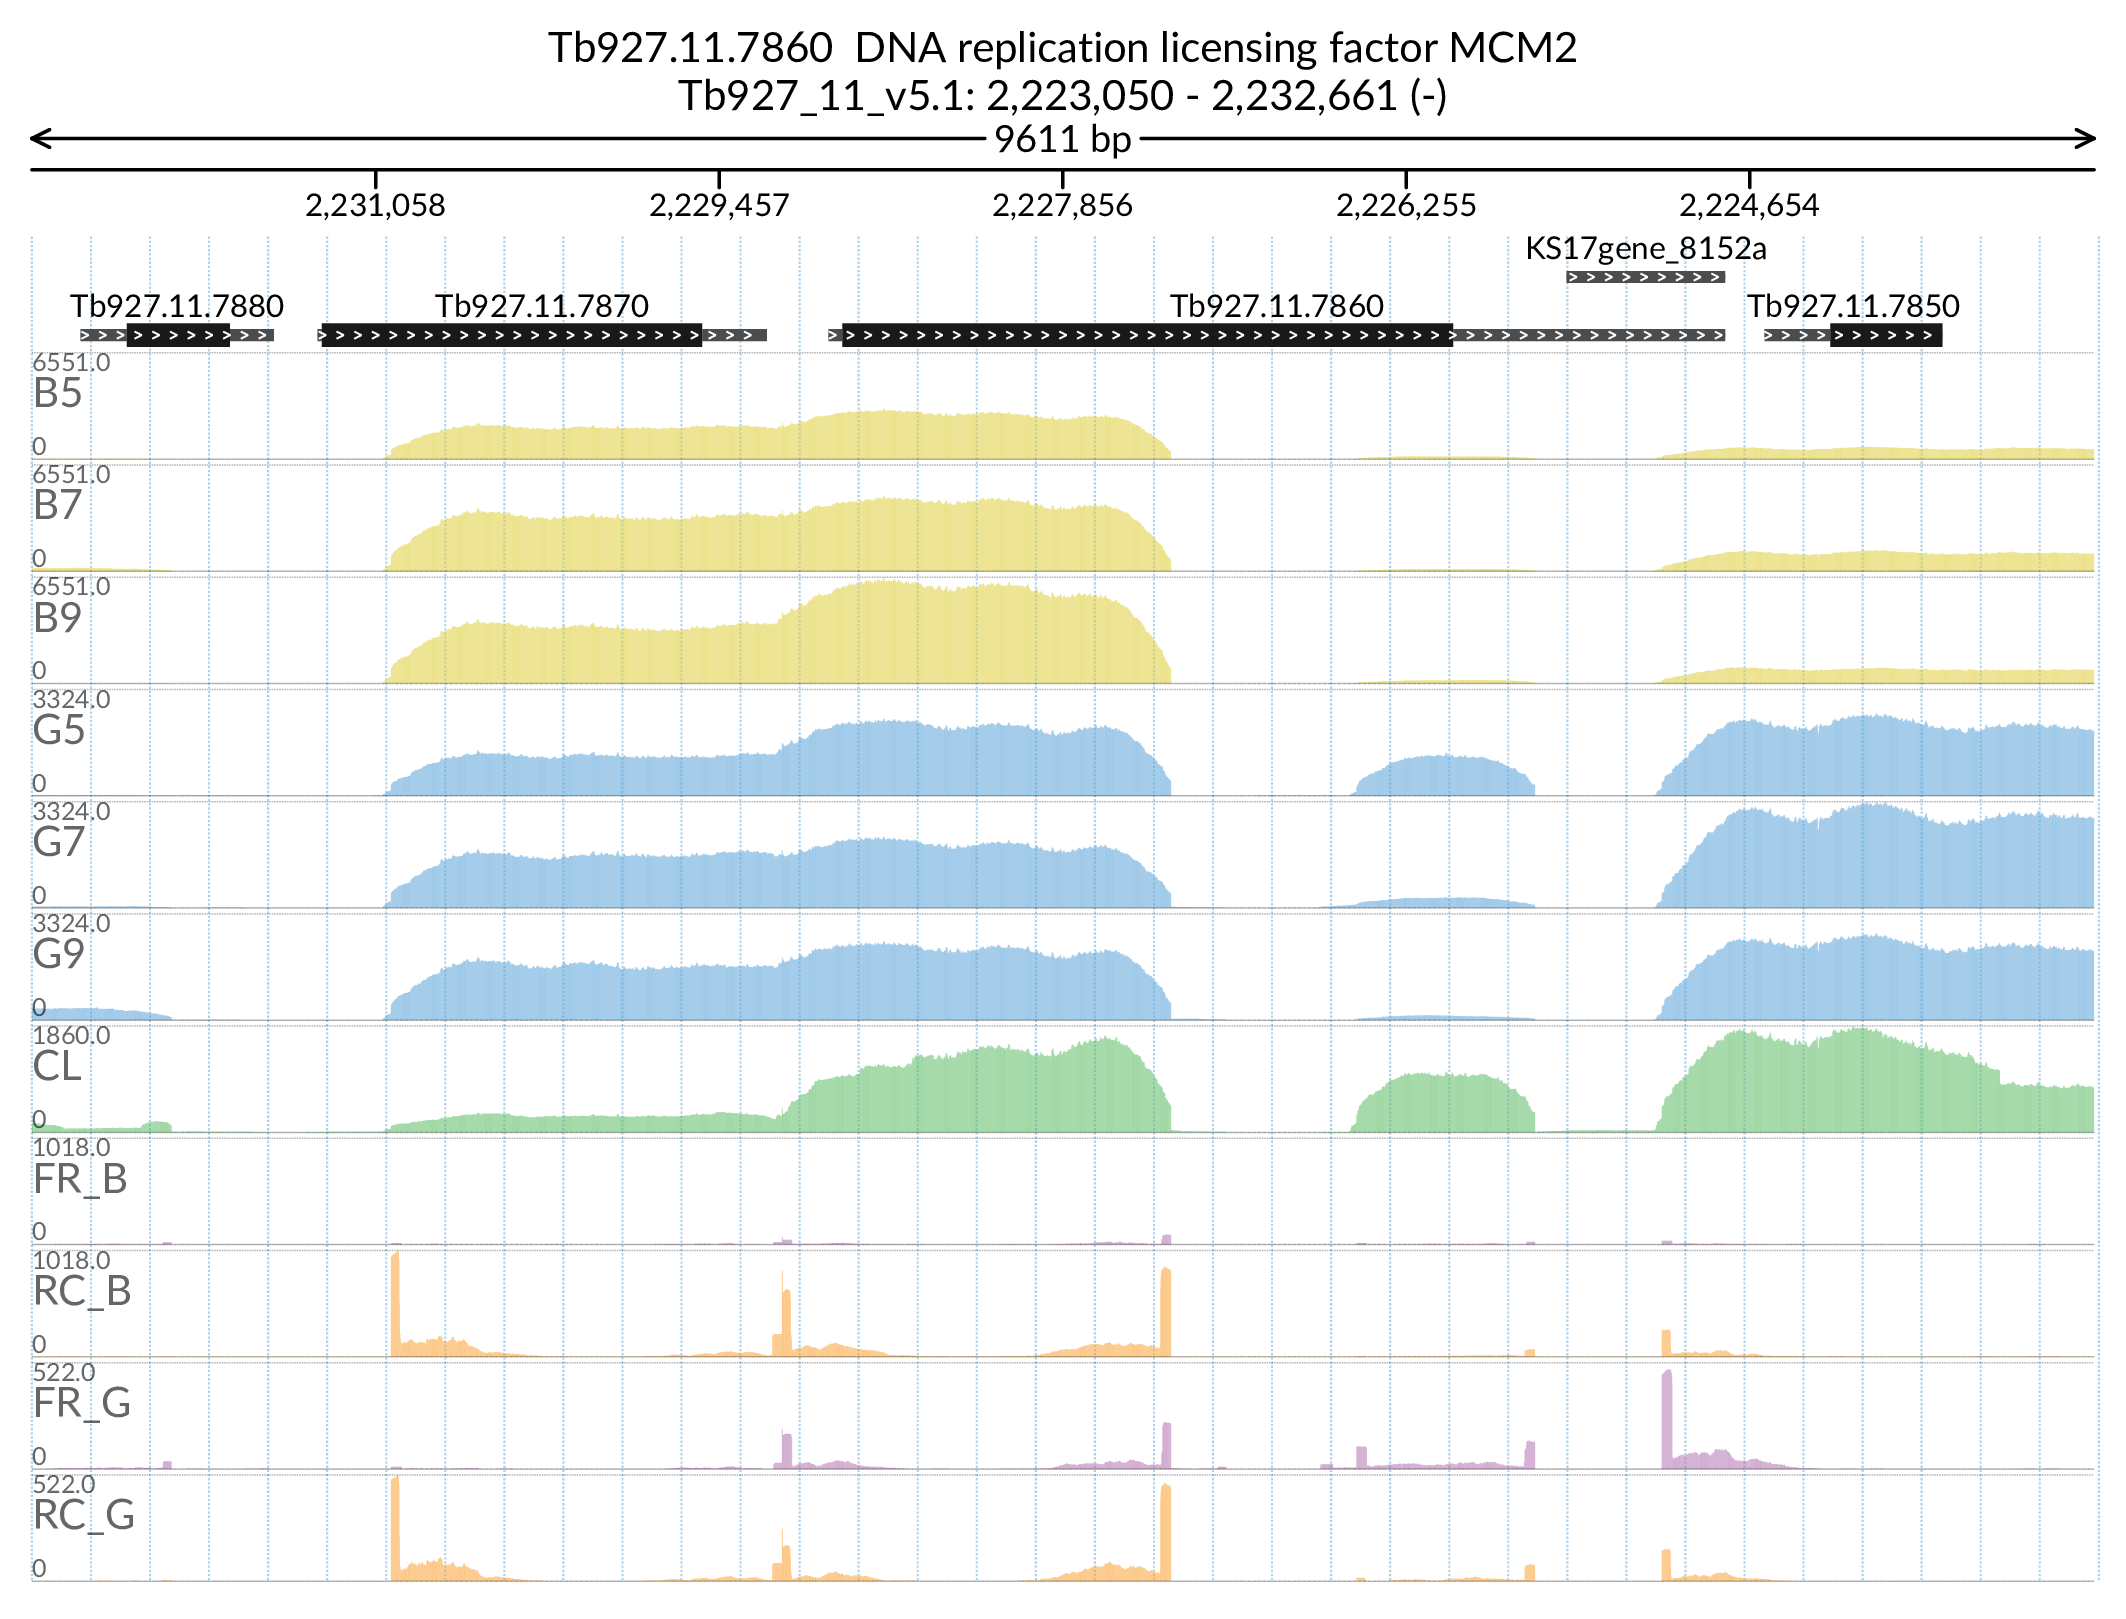 Tb927.11.7860 DNA replication licensing factor MCM2
Tb927_11_v5.1: 2,223,050 - 2,232,661 (-)
9611 bp
2,231,058 2,229,457 2,227,856 2,226,255 2,224,654
KS17gene_8152a
Tb927.11.7880 Tb927.11.7870 Tb927.11.7860 Tb927.11.7850
6551.0
B5
0
6551.0
B7
0
6551.0
B9
0
3324.0
G5
0
3324.0
G7
0
3324.0
G9
0
1860.0
CL
0
1018.0
FR_B
0
1018.0
RC_B
0
522.0
FR_G
0
522.0
RC_G
0